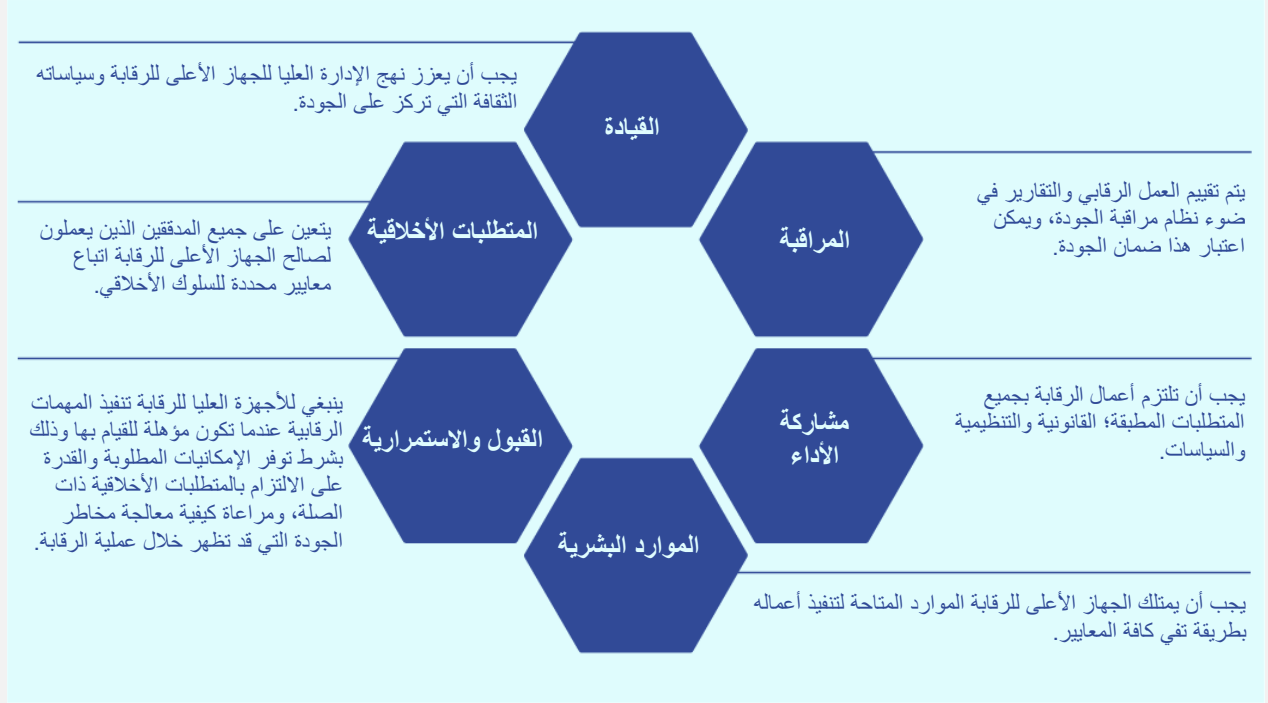 القيادة
يجب أن يعزز نهج الإدارة العليا للجهاز الأعلى للرقابة وسياساته
الثقافة التي تركز على الجودة.
المتطلبات الأخلاقية
يتعين على جميع المدققين الذين يعملون
لصالح الجهاز الأعلى للرقابة اتباع
معايير محددة للسلوك الأخلاقي.
القبول والاستمرارية
ينبغي للأجهزة العليا للرقابة تنفيذ المهمات
الرقابية عندما تكون مؤهلة للقيام بها وذلك
بشرط توفر الإمكانيات المطلوبة والقدرة
على الالتزام بالمتطلبات الأخلاقية ذات
الصلة، ومراعاة كيفية معالجة مخاطر
الجودة التي قد تظهر خلال عملية الرقابة.
الموارد البشرية
يجب أن يمتلك الجهاز الأعلى للرقابة الموارد المتاحة لتنفيذ أعماله
بطريقة تفي كافة المعايير.
مشاركة
الأداء
يجب أن تلتزم أعمال الرقابة بجميع
المتطلبات المطبقة؛ القانونية والتنظيمية
والسياسات.
المراقبة
يتم تقييم العمل الرقابي والتقارير في
ضوء نظام مراقبة الجودة، ويمكن
اعتبار هذا ضمان الجودة.